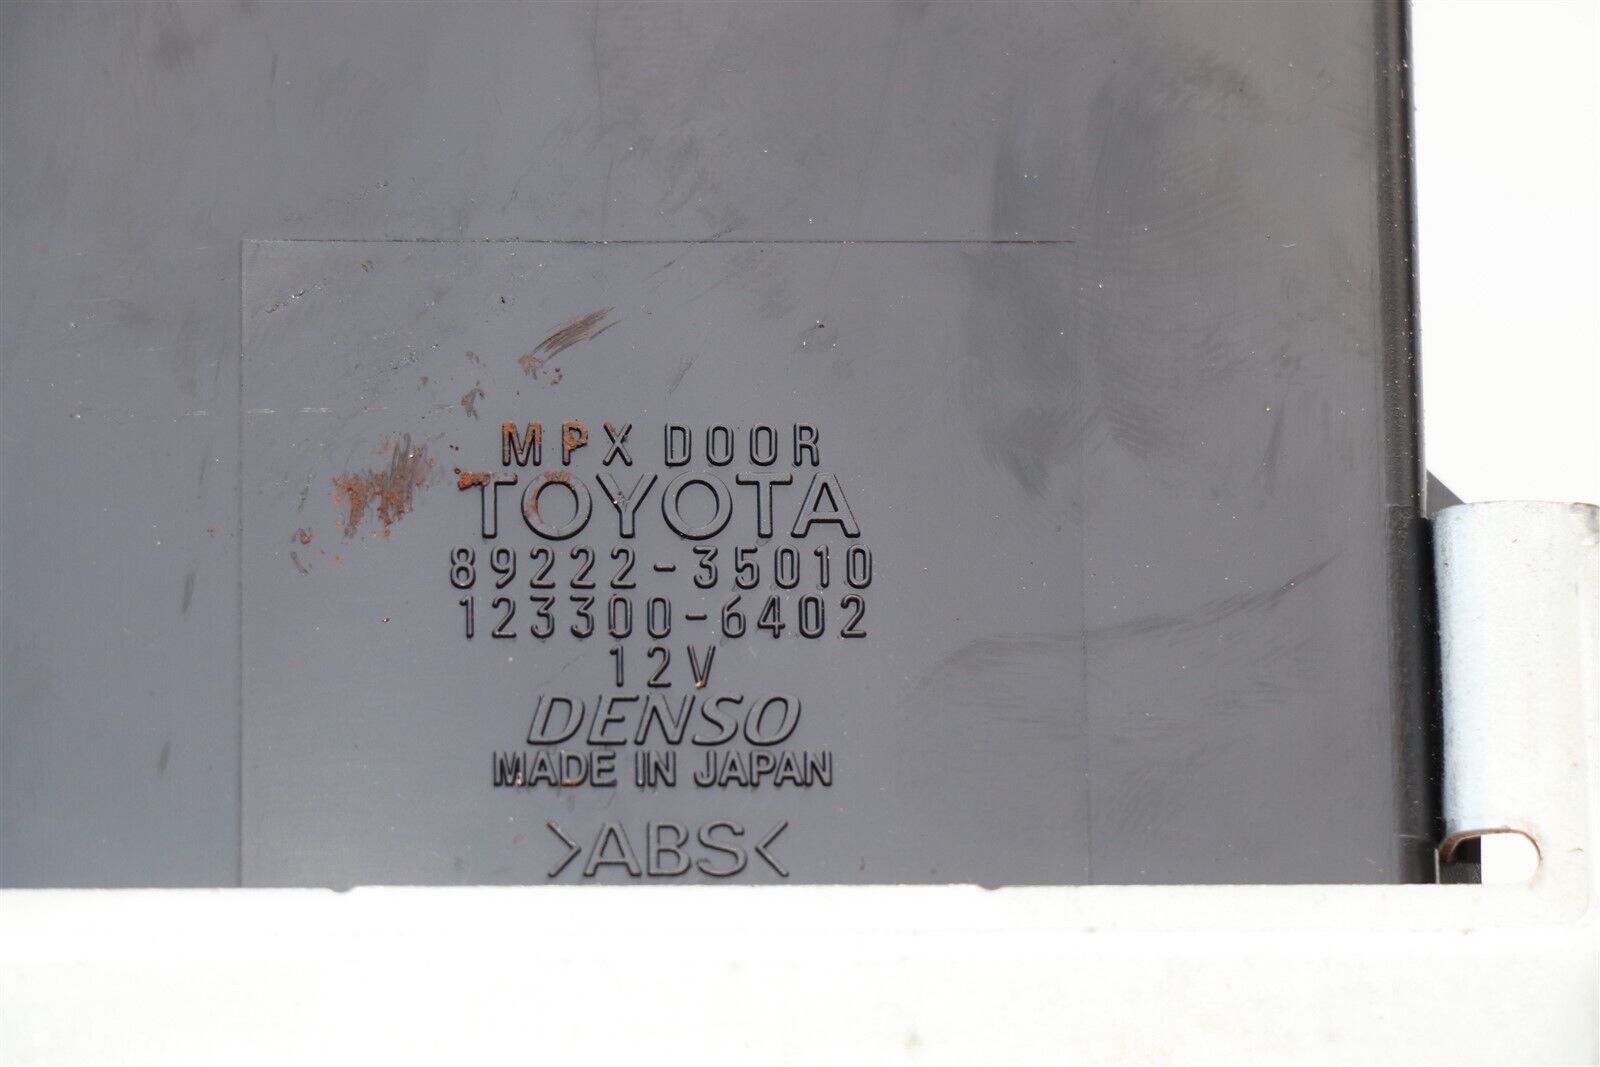 MPX DOOR
TOYOTA
89222-35010
123300-6402
12V
DENSO
MADE IN JAPAN
>ABS<